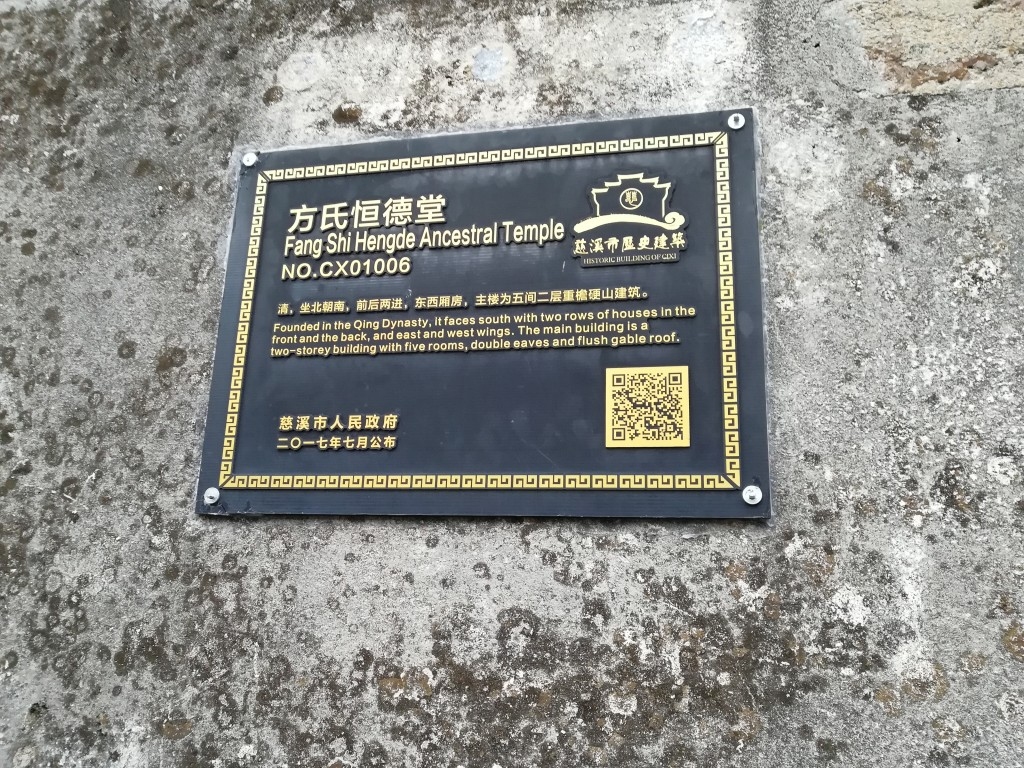 方氏恒德堂
Fang Shi Hengde Ancestral Temple
NO.CX01006
慈溪市歷史建築
HISTORIC BUILDING OF CIXI
清，坐北朝南，前后两进，东西厢房，主楼为五间二层重檐硬山建筑。
Founded in the Qing Dynasty, it faces south with two rows of houses in the
front and the back, and east and west wings. The main building is a
two-storey building with five rooms, double eaves and flush gable roof.
慈溪市人民政府
二〇一七年七月公布